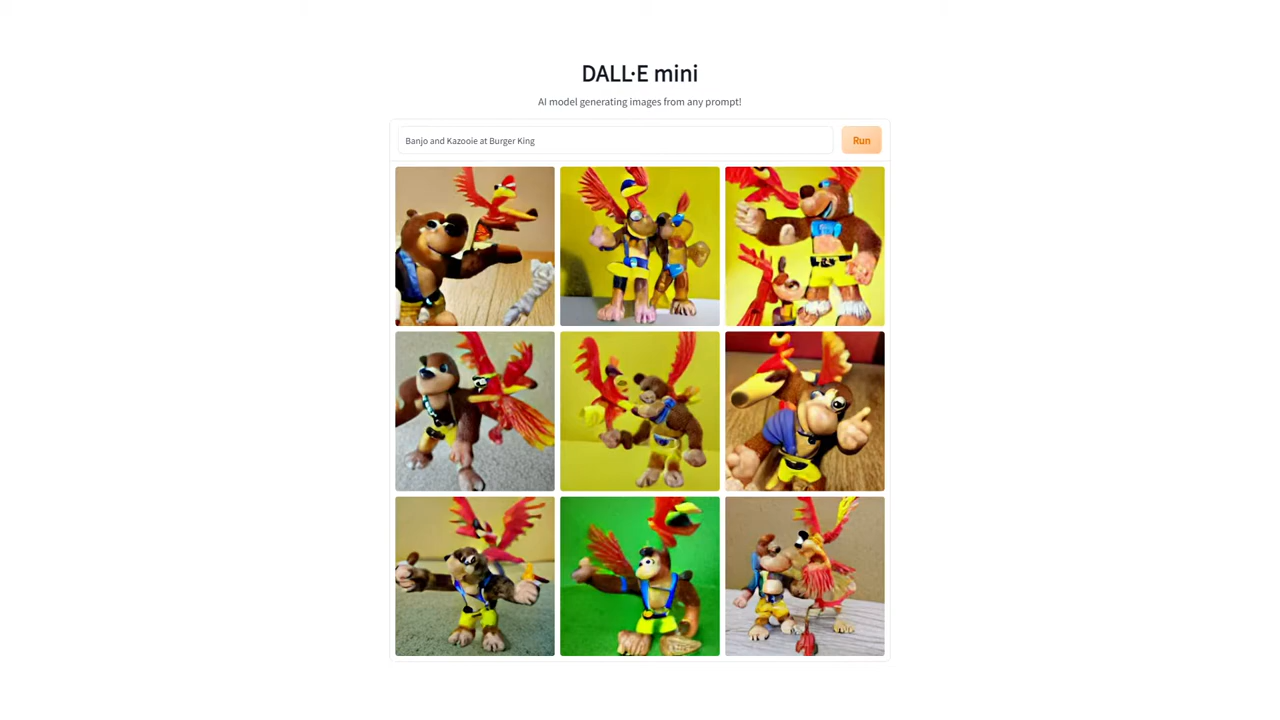 DALL·E mini
AI model generating images from any prompt!
Banjo and Kazooie at Burger King
Run